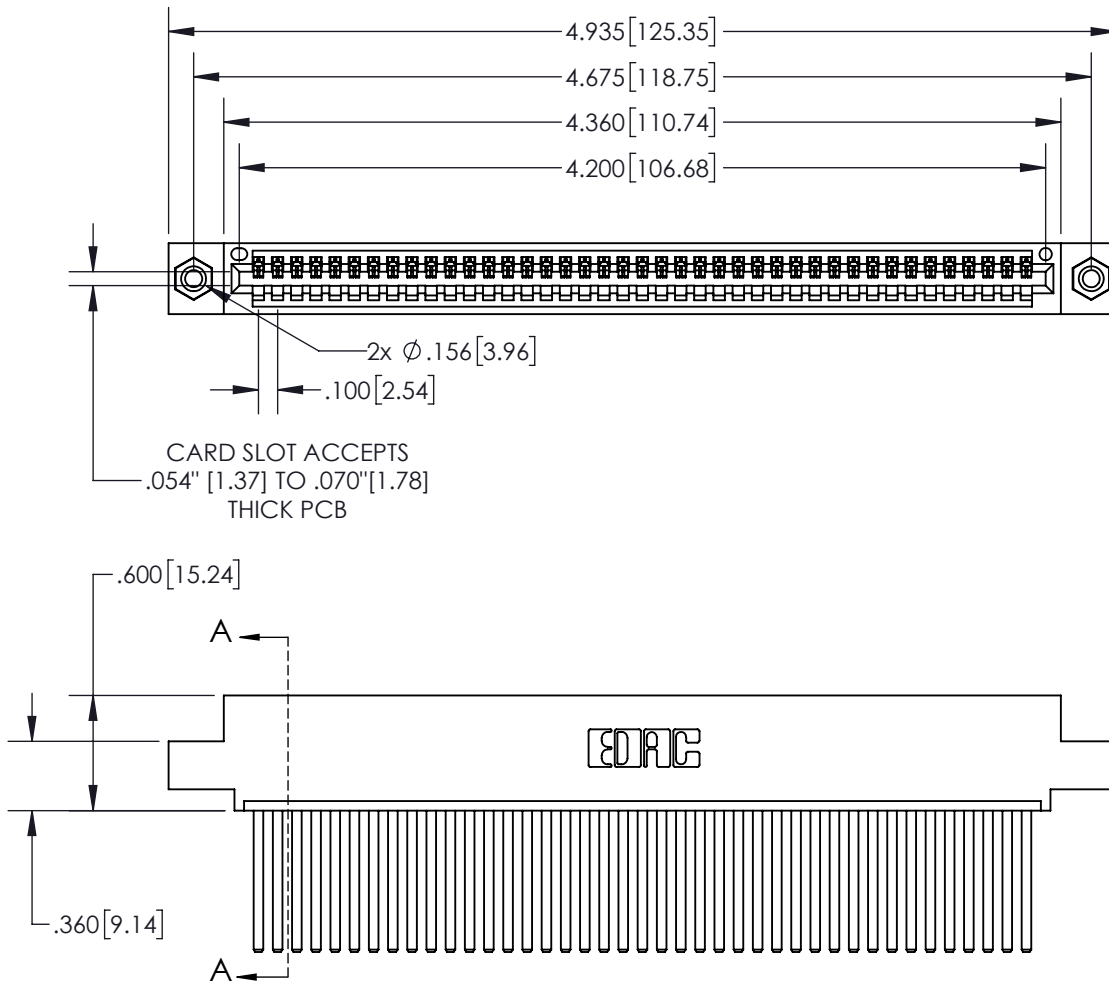 4.935[125.35]
4.675[118.75]
4.360[110.74]
4.200[106.68]
2x ∅ .156[3.96]
.100[2.54]
CARD SLOT ACCEPTS
.054" [1.37] TO .070"[1.78]
THICK PCB
.600[15.24]
A
EDAC
.360[9.14]
A